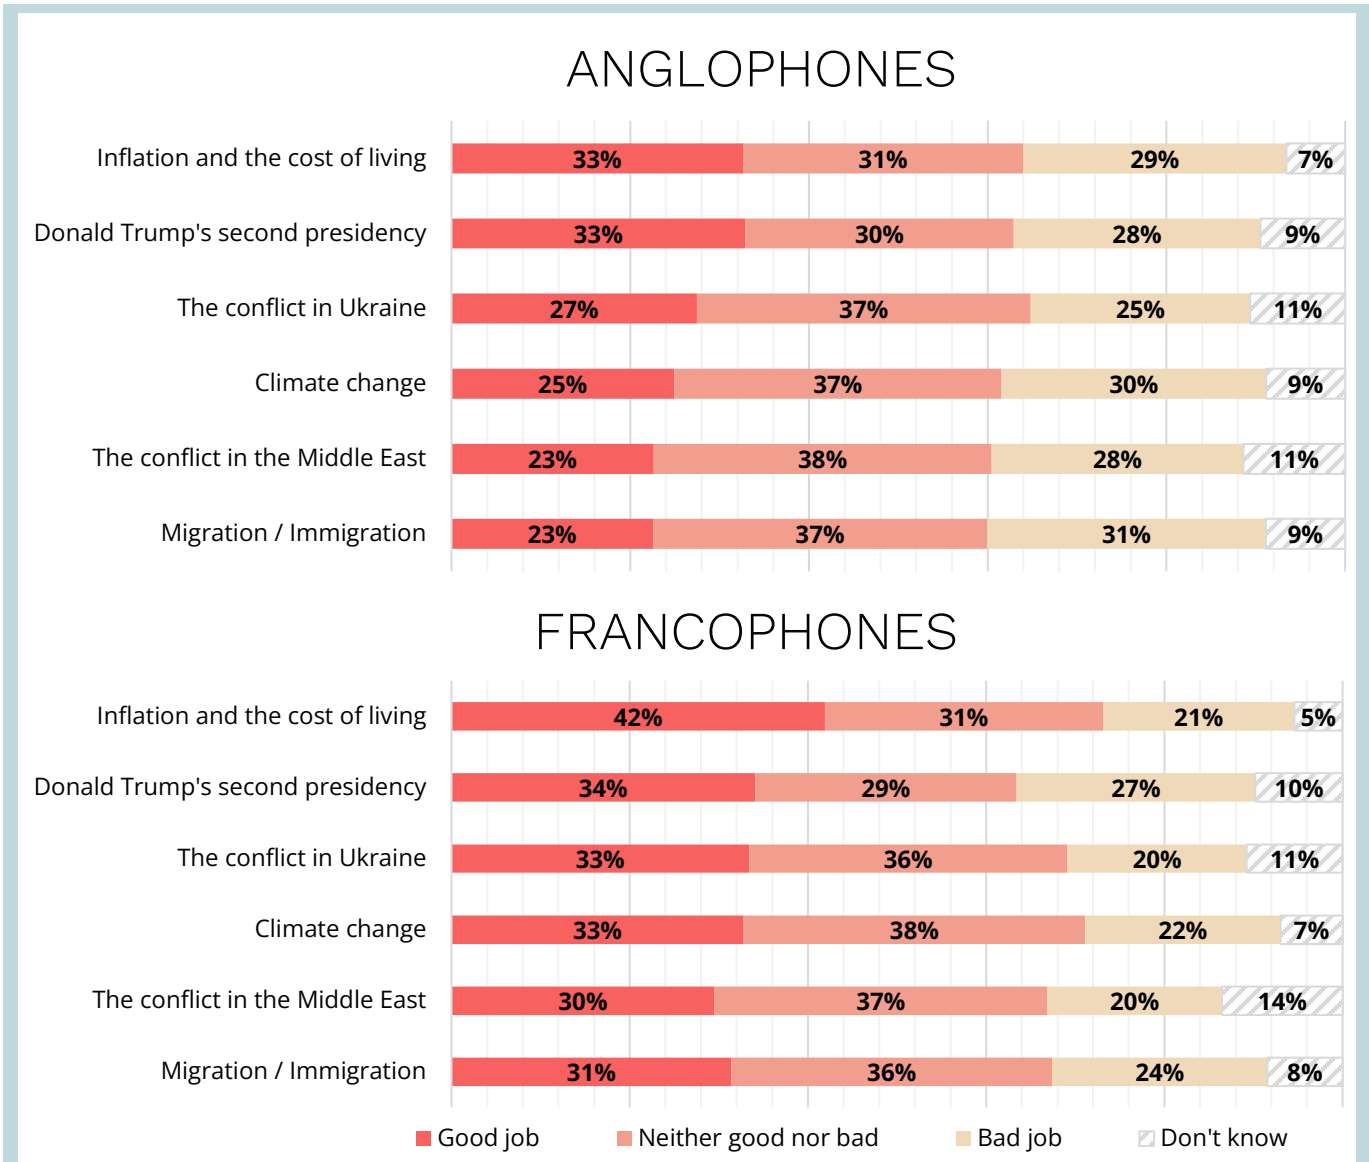 ANGLOPHONES
Inflation and the cost of living 33% 31% 29% 7%
Donald Trump's second presidency 33% 30% 28% 9%
The conflict in Ukraine 27% 37% 25% 11%
Climate change 25% 37% 30% 9%
The conflict in the Middle East 23% 38% 28% 11%
Migration / Immigration 23% 37% 31% 9%
FRANCOPHONES
Inflation and the cost of living 42% 31% 21% 5%
Donald Trump's second presidency 34% 29% 27% 10%
The conflict in Ukraine 33% 36% 20% 11%
Climate change 33% 38% 22% 7%
The conflict in the Middle East 30% 37% 20% 14%
Migration / Immigration 31% 36% 24% 8%
Good job Neither good nor bad Bad job Don't know